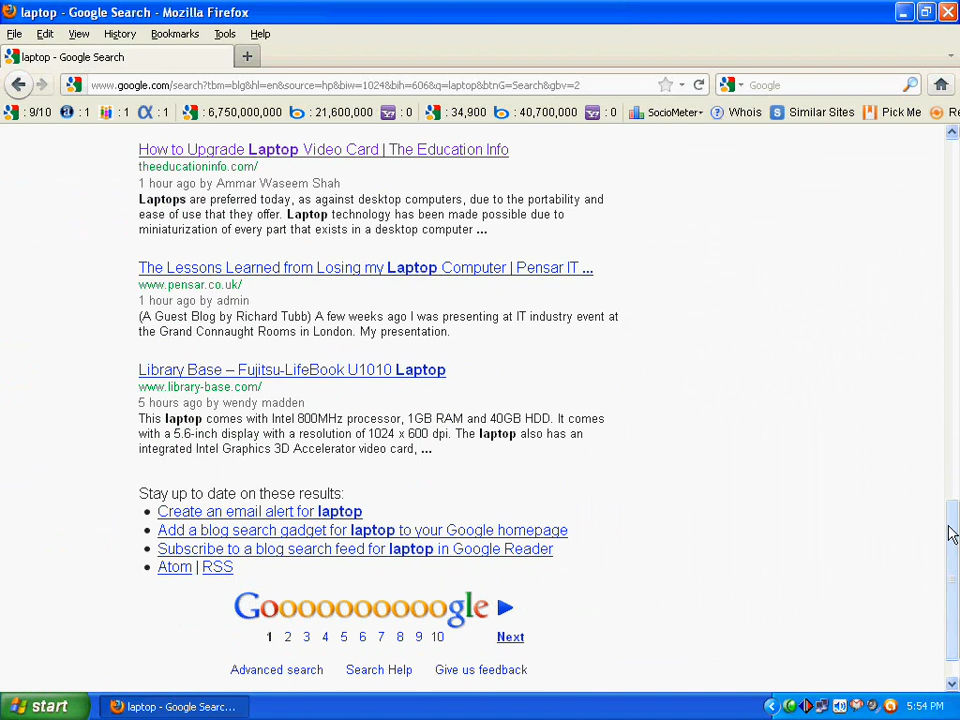 laptop - Google Search - Mozilla Firefox
File Edit View History Bookmarks Tools Help
laptop - Google Search
www.google.com/search?tbm=blg&hl=en&source=hp&biw=1024&bih=606&q=laptop&btnG=Search&gbv=2
Google
: 9/10 : 1 : 1 : 1 : 6,750,000,000 : 21,600,000 : 0 : 34,900 : 40,700,000 : 0 SocioMeter Whois Similar Sites Pick Me Re
How to Upgrade Laptop Video Card | The Education Info
theeducationinfo.com/
1 hour ago by Ammar Waseem Shah
Laptops are preferred today, as against desktop computers, due to the portability and
ease of use that they offer. Laptop technology has been made possible due to
miniaturization of every part that exists in a desktop computer ...
The Lessons Learned from Losing my Laptop Computer | Pensar IT ...
www.pensar.co.uk/
1 hour ago by admin
(A Guest Blog by Richard Tubb) A few weeks ago I was presenting at IT industry event at
the Grand Connaught Rooms in London. My presentation.
Library Base – Fujitsu-LifeBook U1010 Laptop
www.library-base.com/
5 hours ago by wendy madden
This laptop comes with Intel 800MHz processor, 1GB RAM and 40GB HDD. It comes
with a 5.6-inch display with a resolution of 1024 x 600 dpi. The laptop also has an
integrated Intel Graphics 3D Accelerator video card, ...
Stay up to date on these results:
• Create an email alert for laptop
• Add a blog search gadget for laptop to your Google homepage
• Subscribe to a blog search feed for laptop in Google Reader
• Atom | RSS
Goooooooooogle
1 2 3 4 5 6 7 8 9 10 Next
Advanced search Search Help Give us feedback
start laptop - Google Searc... 5:54 PM